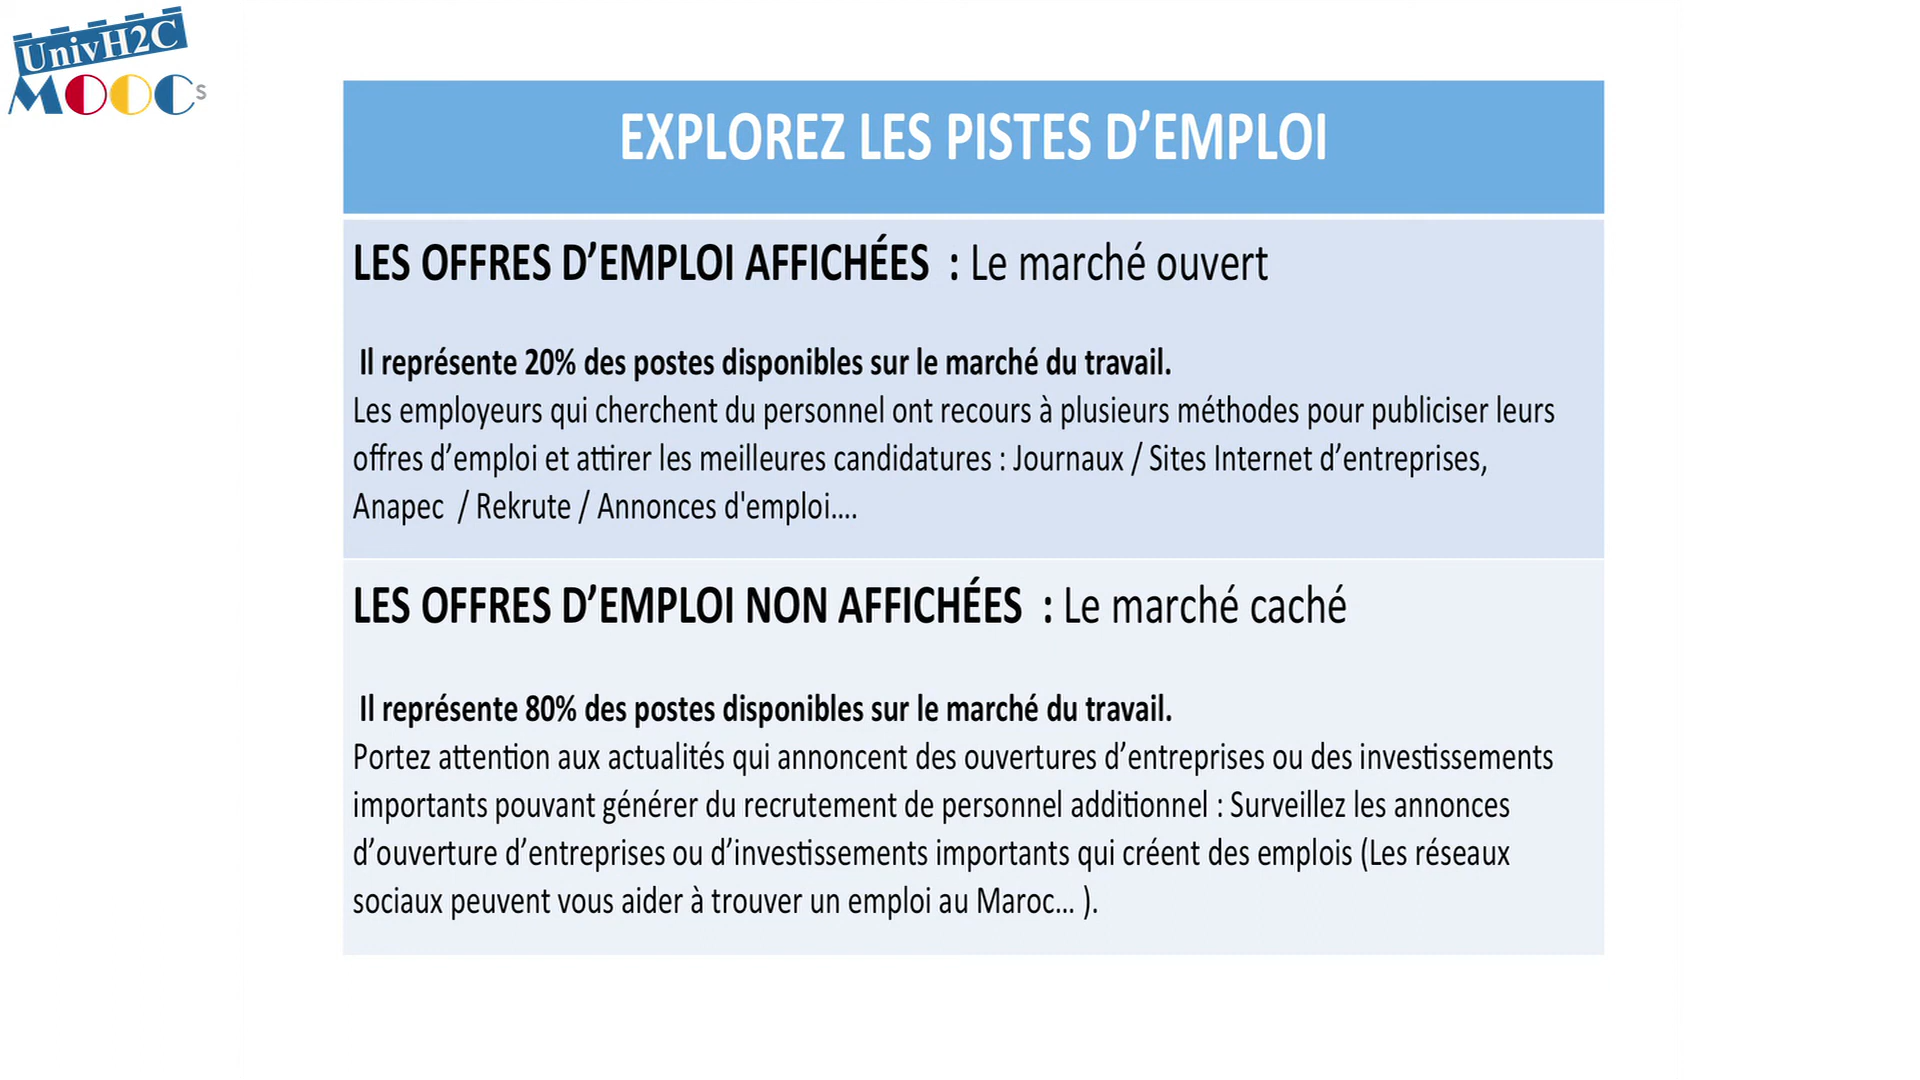 UnivH2C
MOOCs
EXPLOREZ LES PISTES D’EMPLOI
LES OFFRES D’EMPLOI AFFICHÉES : Le marché ouvert
Il représente 20% des postes disponibles sur le marché du travail.
Les employeurs qui cherchent du personnel ont recours à plusieurs méthodes pour publiciser leurs
offres d’emploi et attirer les meilleures candidatures : Journaux / Sites Internet d’entreprises,
Anapec / Rekrute / Annonces d'emploi....
LES OFFRES D’EMPLOI NON AFFICHÉES : Le marché caché
Il représente 80% des postes disponibles sur le marché du travail.
Portez attention aux actualités qui annoncent des ouvertures d’entreprises ou des investissements
importants pouvant générer du recrutement de personnel additionnel : Surveillez les annonces
d’ouverture d’entreprises ou d’investissements importants qui créent des emplois (Les réseaux
sociaux peuvent vous aider à trouver un emploi au Maroc... ).